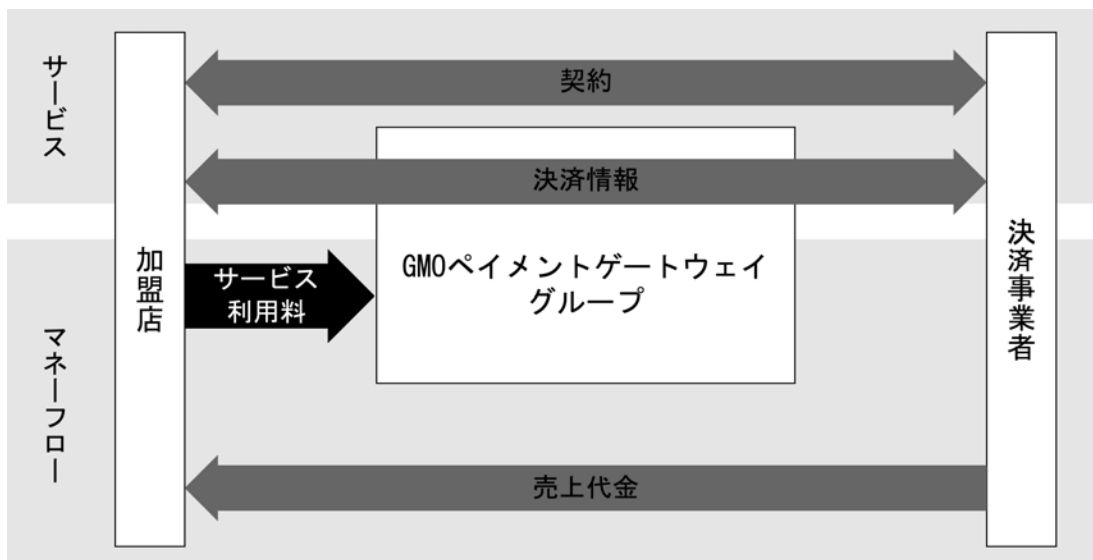 サービス
契約
決済情報
加盟店
サービス
利用料
GMOペイメントゲートウェイ
グループ
決済事業者
マネーフロー
売上代金